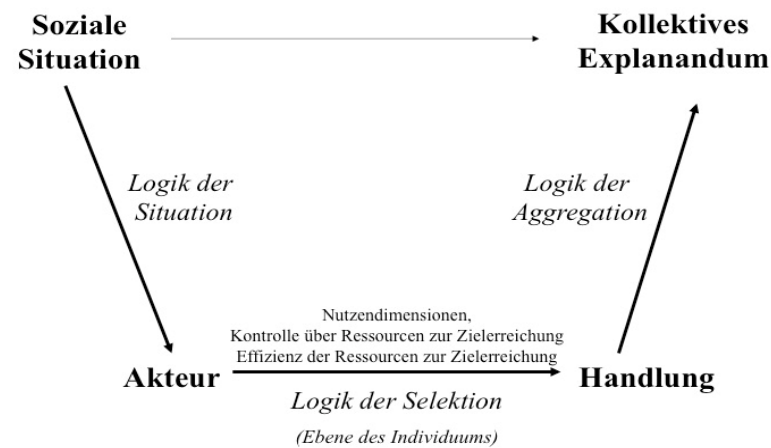 Soziale
Situation
Kollektives
Explanandum
Logik der
Situation
Logik der
Aggregation
Nutzendimensionen,
Kontrolle über Ressourcen zur Zielerreichung
Effizienz der Ressourcen zur Zielerreichung
Akteur
Handlung
Logik der Selektion
(Ebene des Individuums)